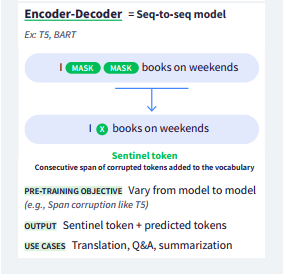 Encoder-Decoder = Seq-to-seq model
Ex: T5, BART
I MASK MASK books on weekends
I X books on weekends
Sentinel token
Consecutive span of corrupted tokens added to the vocabulary
PRE-TRAINING OBJECTIVE Vary from model to model
(e.g., Span corruption like T5)
OUTPUT Sentinel token + predicted tokens
USE CASES Translation, Q&A, summarization